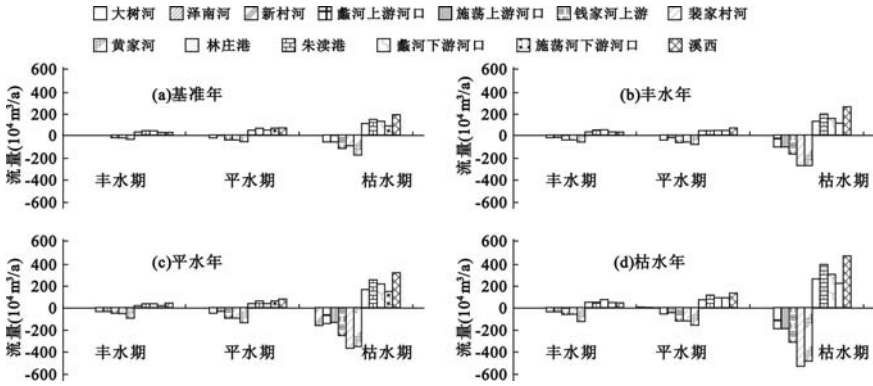 大树河 泽南河 新村河 蠡河上游河口 施荡上游河口 钱家河上游 裴家村河
黄家河 林庄港 朱渎港 蠡河下游河口 施荡河下游河口 溪西
600
400
200
0
-200
-400
-600
流量(10⁴m³/a)
(a)基准年
丰水期 平水期 枯水期
600
400
200
0
-200
-400
-600
流量(10⁴m³/a)
(b)丰水年
丰水期 平水期 枯水期
600
400
200
0
-200
-400
-600
流量(10⁴m³/a)
(c)平水年
丰水期 平水期 枯水期
600
400
200
0
-200
-400
-600
流量(10⁴m³/a)
(d)枯水年
丰水期 平水期 枯水期